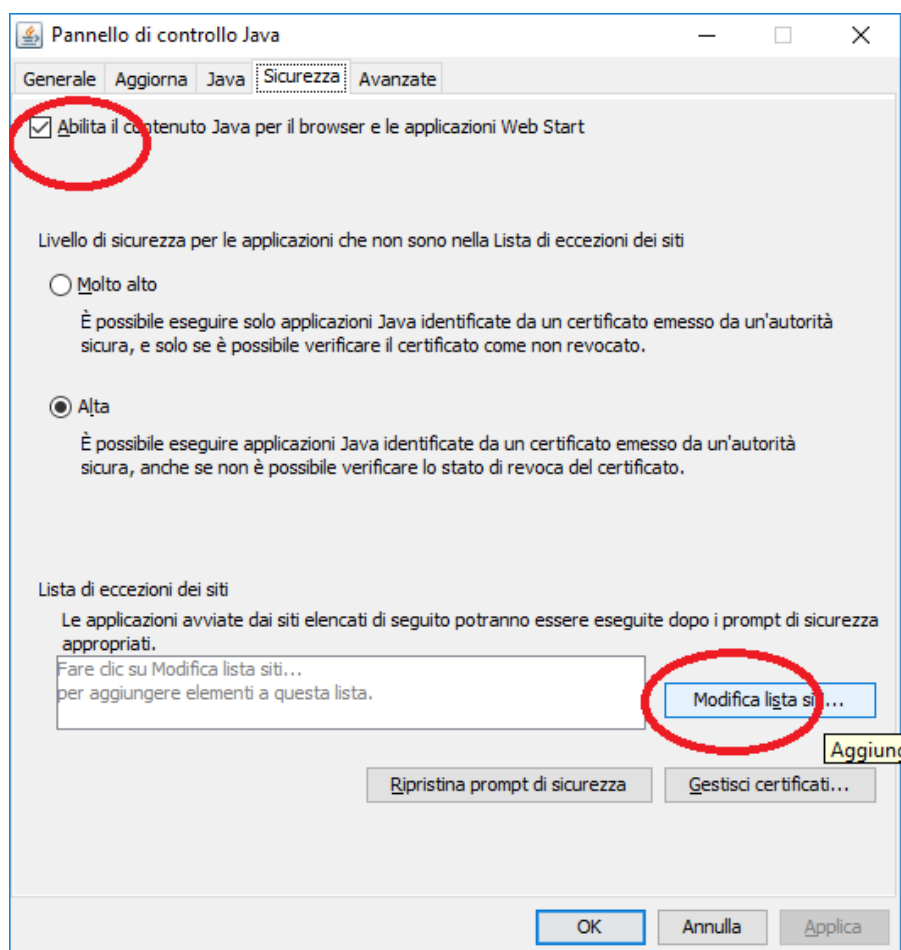 Pannello di controllo Java
Generale Aggiorna Java Sicurezza Avanzate
Abilita il contenuto Java per il browser e le applicazioni Web Start
Livello di sicurezza per le applicazioni che non sono nella Lista di eccezioni dei siti
Molto alto
È possibile eseguire solo applicazioni Java identificate da un certificato emesso da un'autorità
sicura, e solo se è possibile verificare il certificato come non revocato.
Alta
È possibile eseguire applicazioni Java identificate da un certificato emesso da un'autorità
sicura, anche se non è possibile verificare lo stato di revoca del certificato.
Lista di eccezioni dei siti
Le applicazioni avviate dai siti elencati di seguito potranno essere eseguite dopo i prompt di sicurezza
appropriati.
Fare clic su Modifica lista siti...
per aggiungere elementi a questa lista.
Modifica lista siti...
Aggiung
Ripristina prompt di sicurezza Gestisci certificati...
OK Annulla Applica